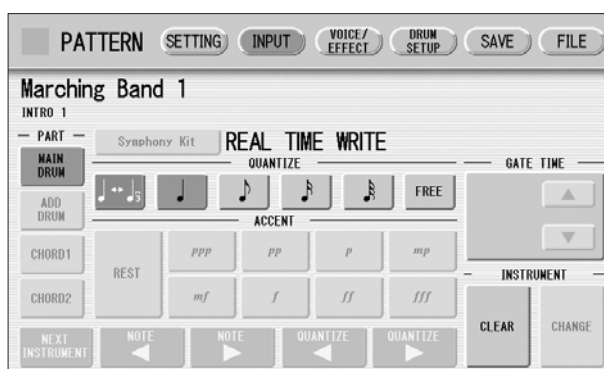 PATTERN SETTING INPUT VOICE/ EFFECT DRUM SETUP SAVE FILE
Marching Band 1
INTRO 1
PART Symphony Kit REAL TIME WRITE
MAIN DRUM
QUANTIZE GATE TIME
3 FREE
ADD DRUM
ACCENT
CHORD1 REST ppp pp p mp
INSTRUMENT
CHORD2 mf f ff fff
CLEAR CHANGE
NEXT INSTRUMENT NOTE NOTE QUANTIZE QUANTIZE